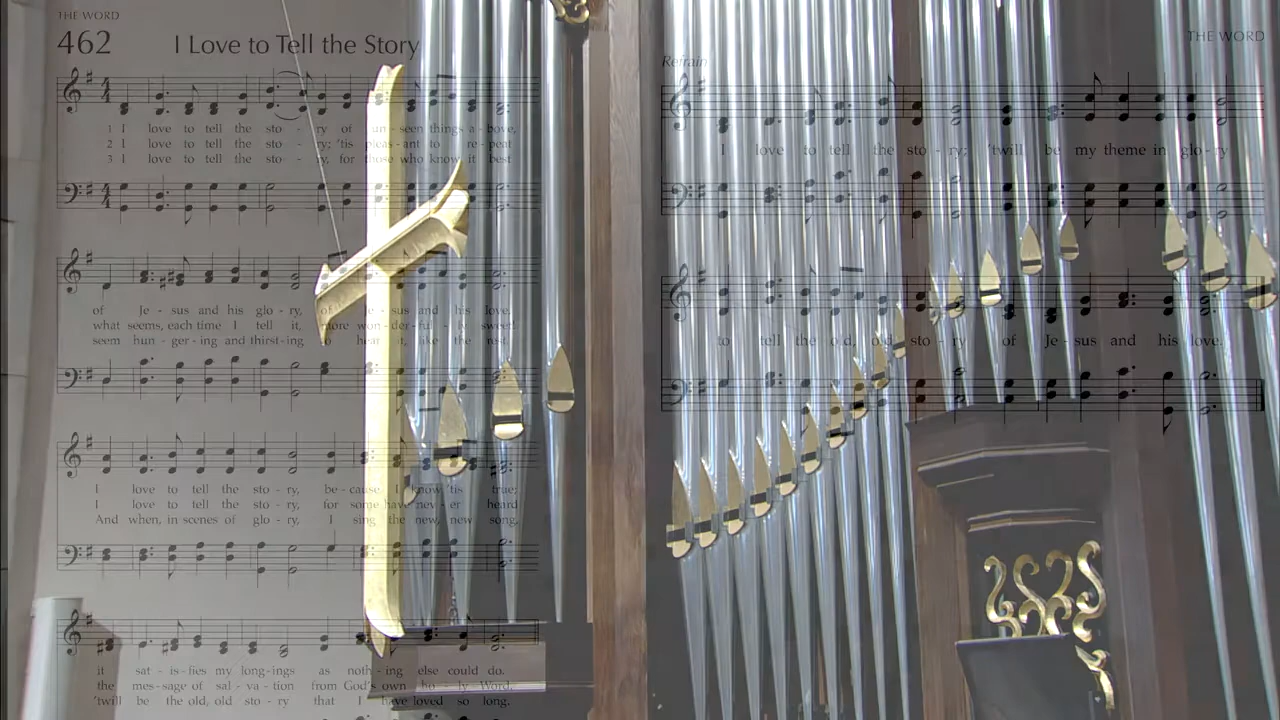 THE WORD
462 I Love to Tell the Story
1 I love to tell the sto - ry of un - seen things a - bove,
2 I love to tell the sto - ry; 'tis pleas - ant to re - peat
3 I love to tell the sto - ry, for those who know it best
of Je - sus and his glo - ry, of Je - sus and his love.
what seems, each time I tell it, more won - der - ful - ly sweet!
seem hun - ger - ing and thirst - ing to hear it, like the rest.
I love to tell the sto - ry, be - cause I know 'tis true;
I love to tell the sto - ry, for some have nev - er heard
And when, in scenes of glo - ry, I sing the new, new song,
it sat - is - fies my long - ings as noth - ing else could do.
the mes - sage of sal - va - tion from God's own ho - ly Word.
'twill be the old, old sto - ry that I have loved so long.
THE WORD
Refrain
I love to tell the sto - ry; 'twill be my theme in glo - ry
to tell the old, old sto - ry of Je - sus and his love.